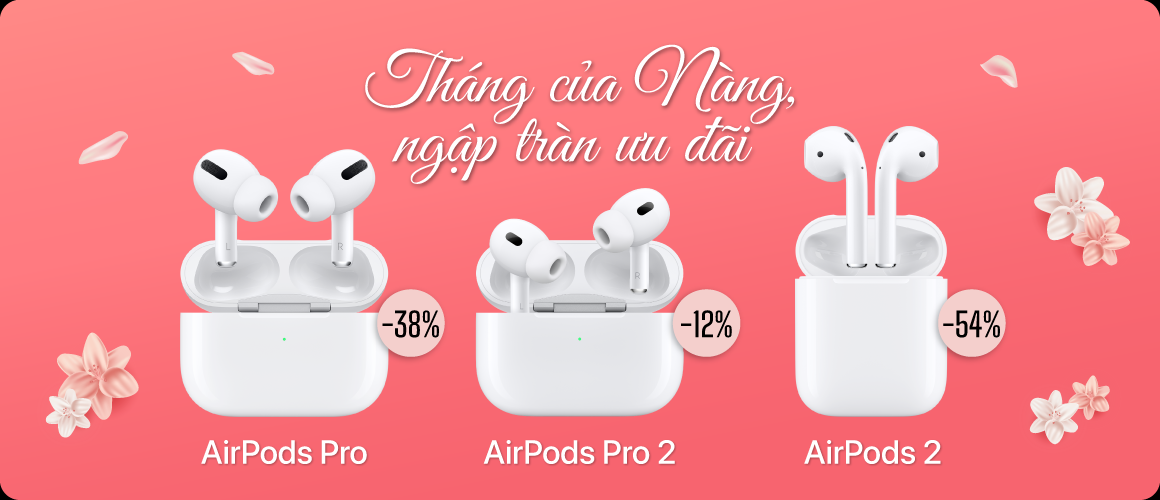 Tháng của Nàng,
ngập tràn ưu đãi
L
R
L
R
-38%
-12%
-54%
AirPods Pro
AirPods Pro 2
AirPods 2